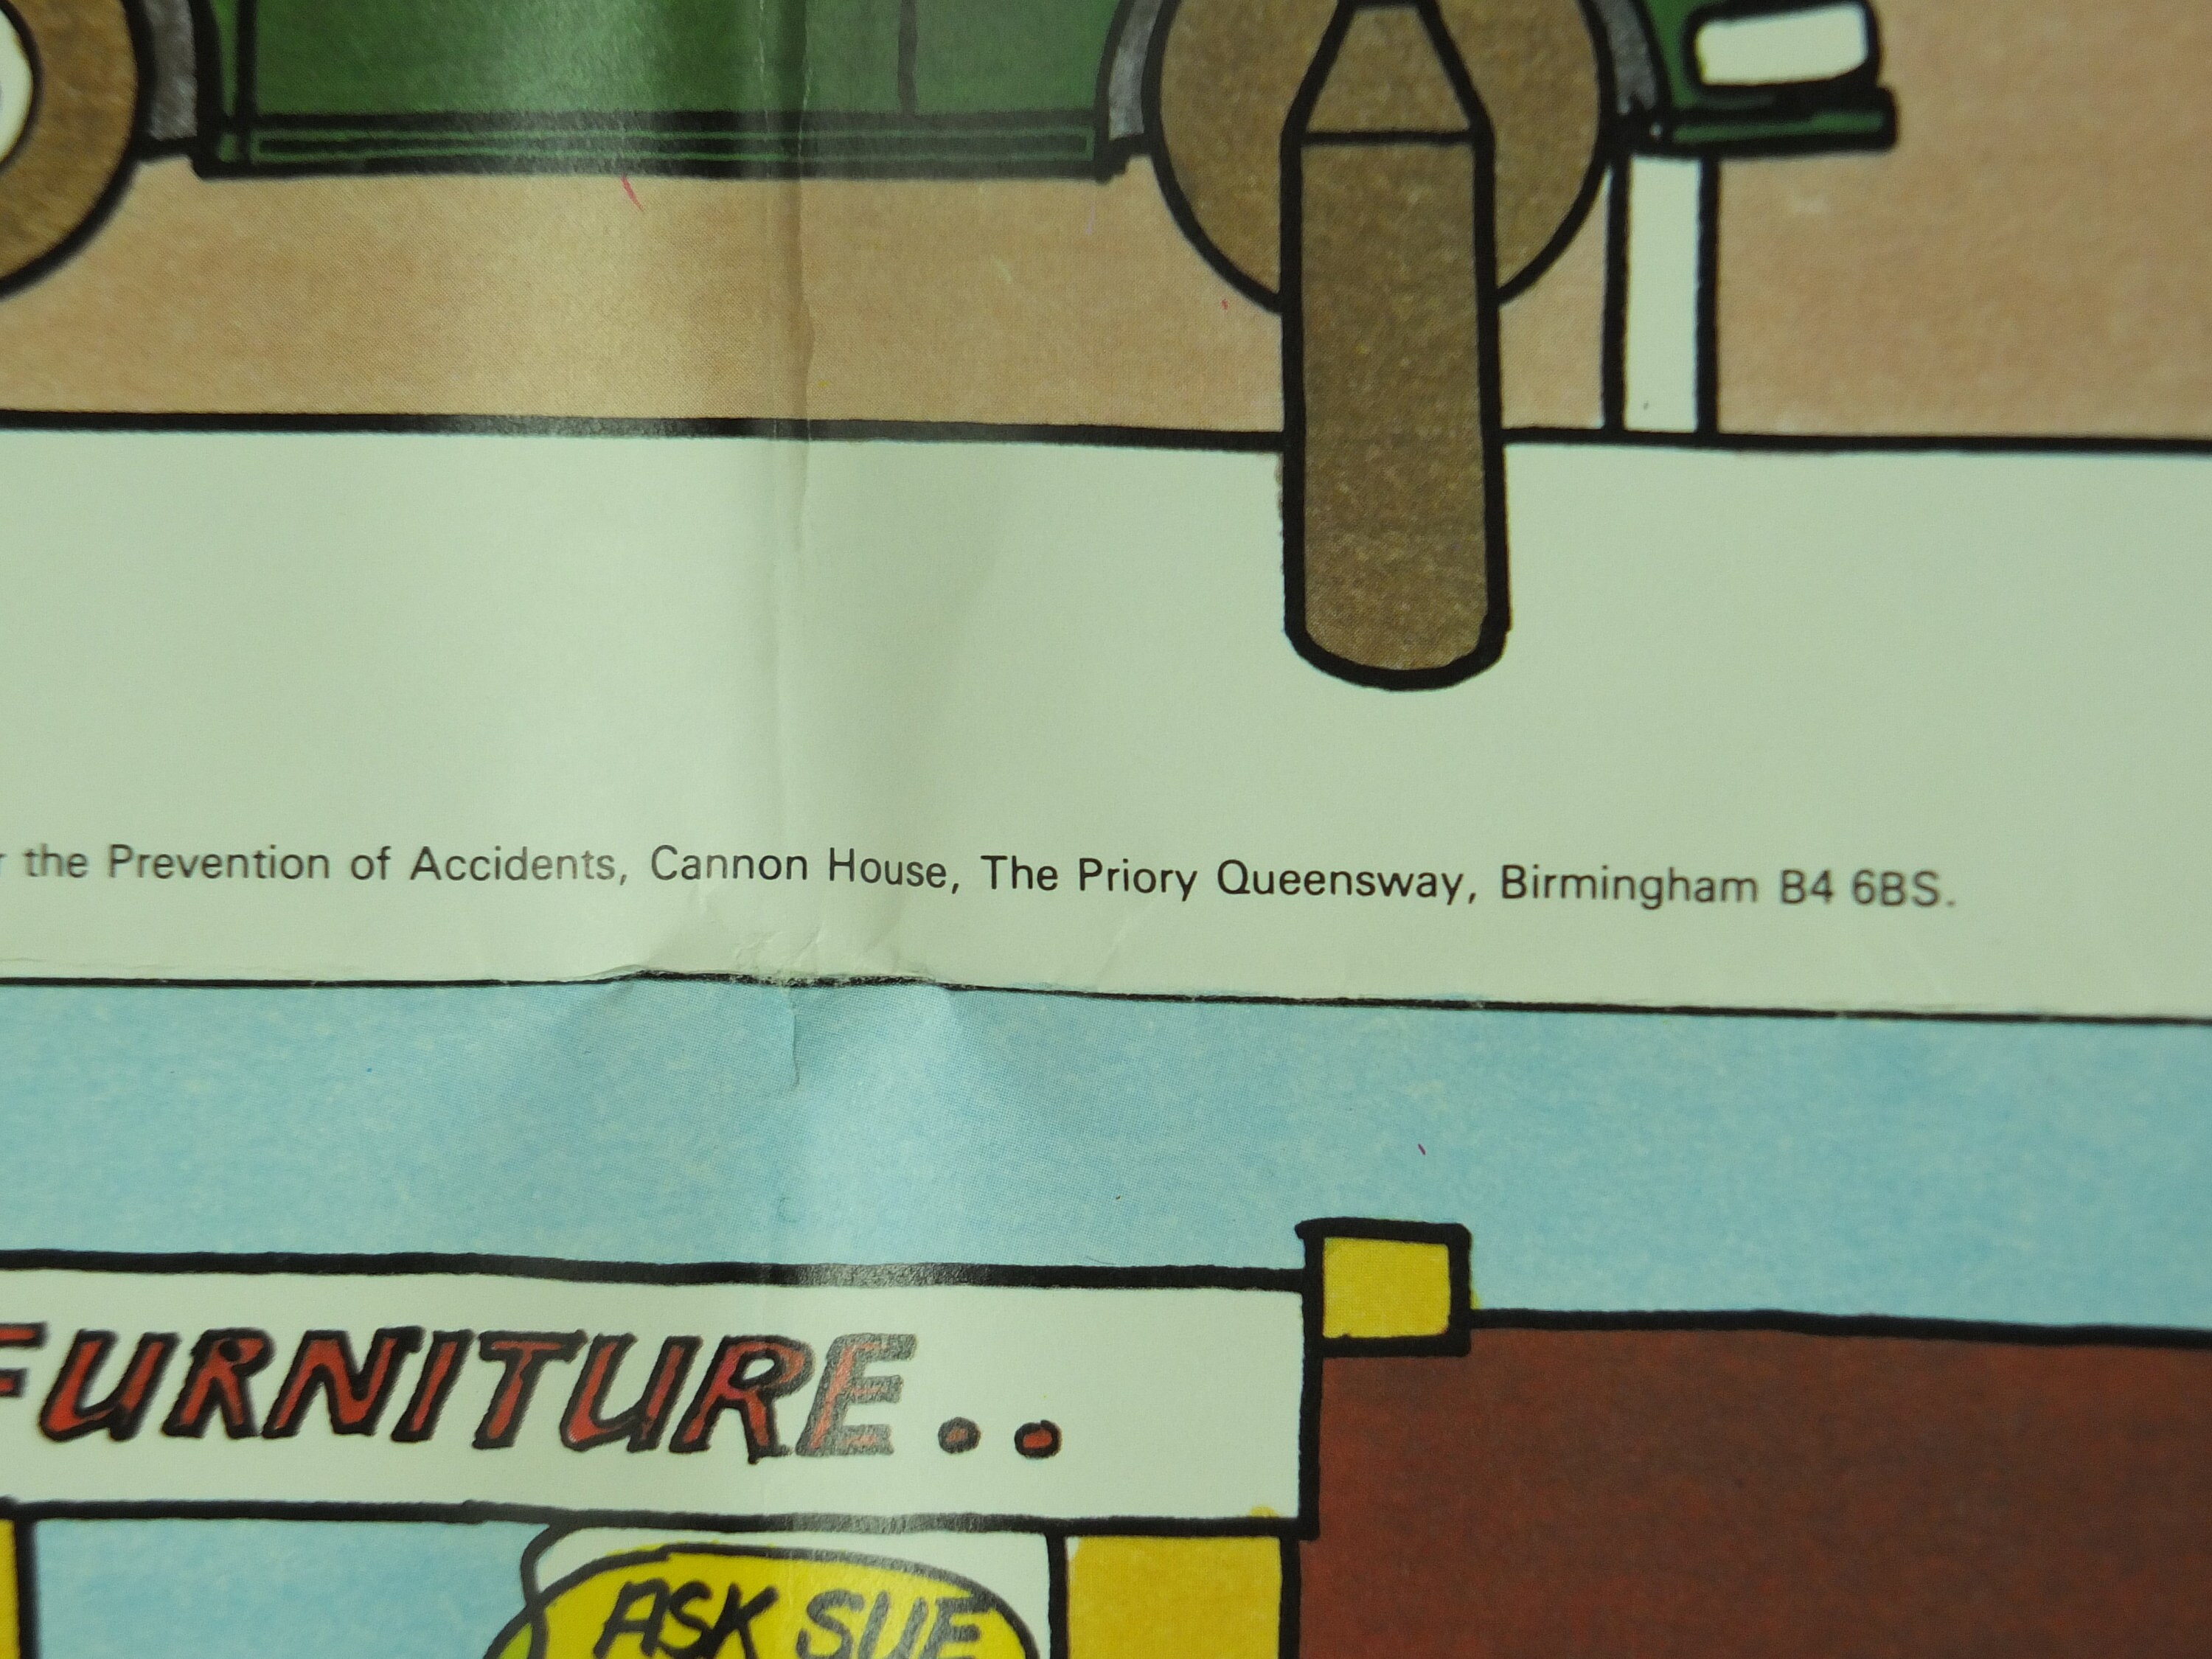 the Prevention of Accidents, Cannon House, The Priory Queensway, Birmingham B4 6BS.
FURNITURE..
ASK SUE